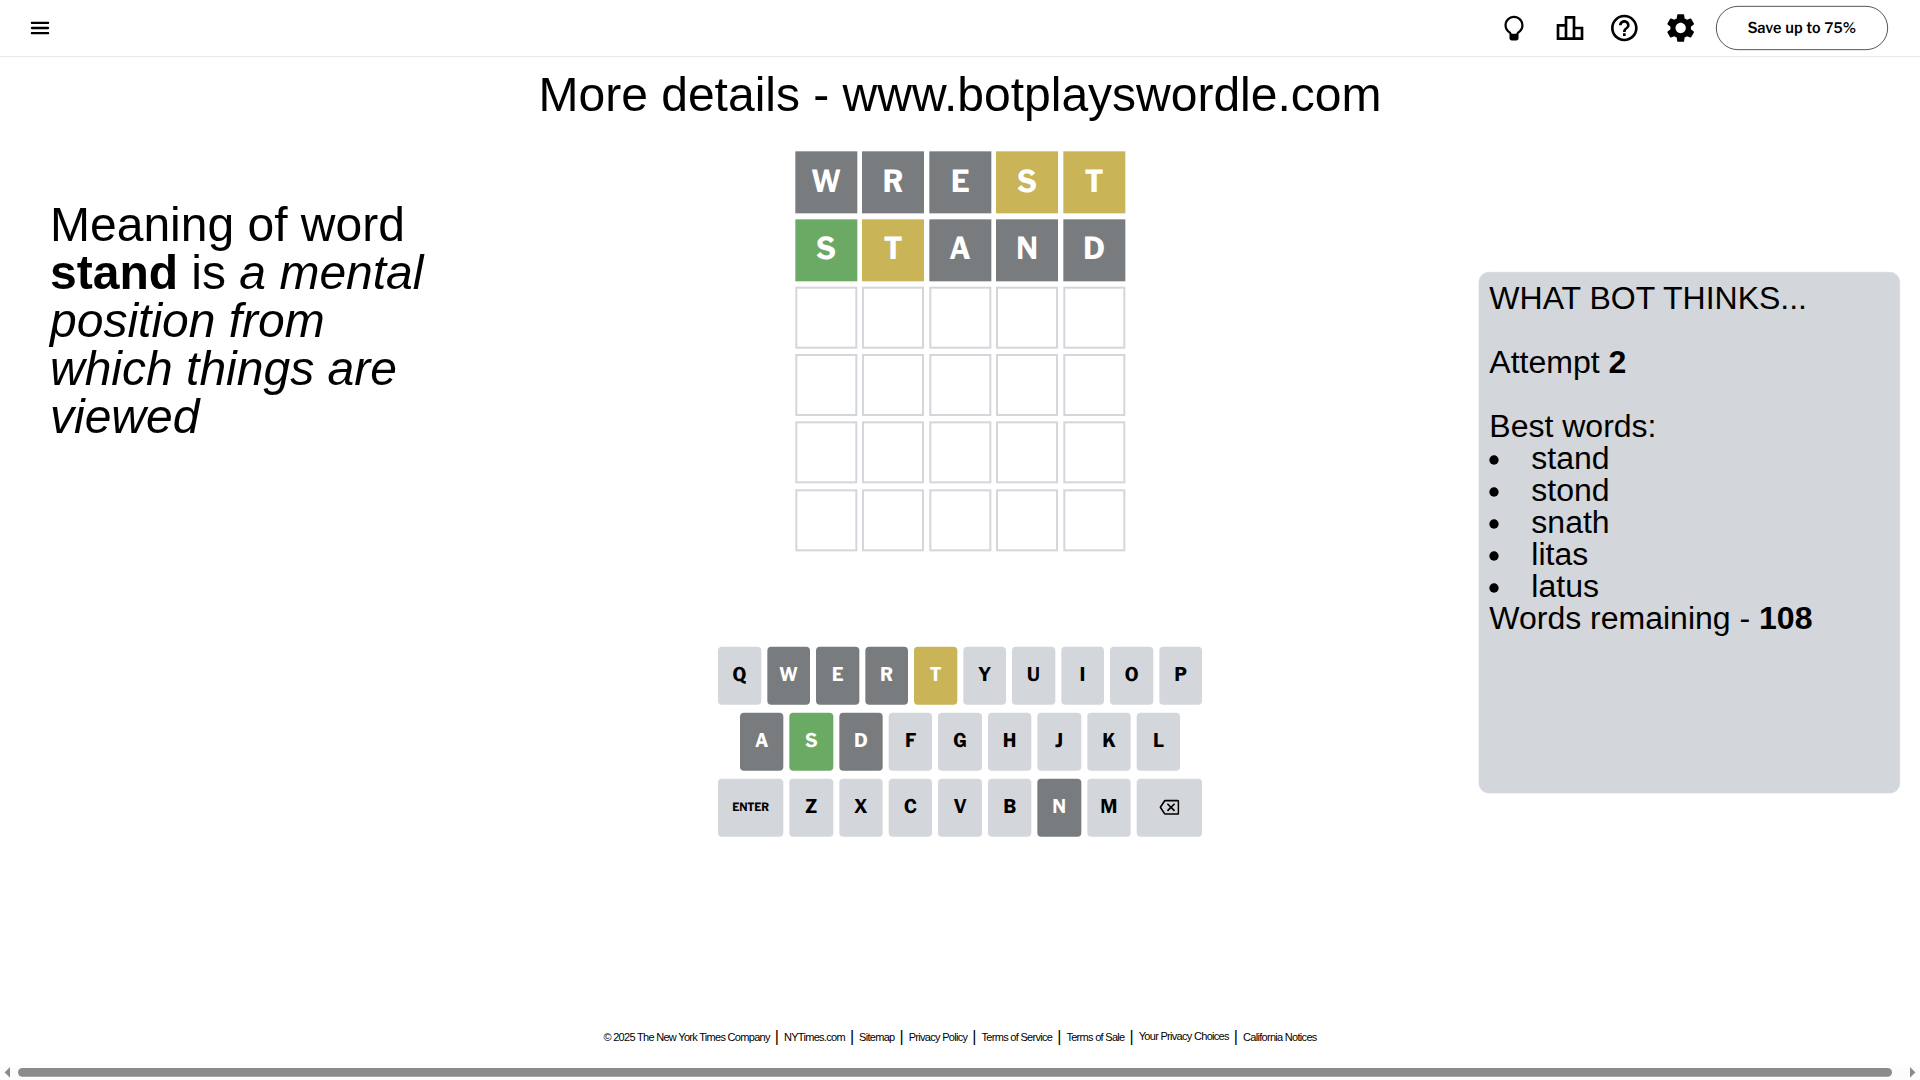 Save up to 75%
More details - www.botplayswordle.com
Meaning of word
stand is a mental
position from
which things are
viewed
W R E S T
S T A N D
WHAT BOT THINKS...
Attempt 2
Best words:
• stand
• stond
• snath
• litas
• latus
Words remaining - 108
Q W E R T Y U I O P
A S D F G H J K L
ENTER Z X C V B N M
© 2025 The New York Times Company | NYTimes.com | Sitemap | Privacy Policy | Terms of Service | Terms of Sale | Your Privacy Choices | California Notices